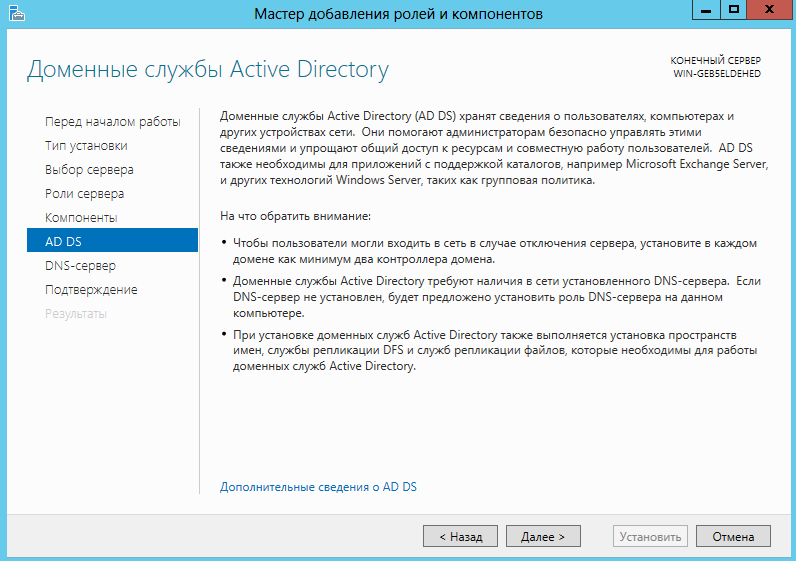 Мастер добавления ролей и компонентов
Доменные службы Active Directory
КОНЕЧНЫЙ СЕРВЕР
WIN-GEB5ELDEHED
Перед началом работы
Тип установки
Выбор сервера
Роли сервера
Компоненты
AD DS
DNS-сервер
Подтверждение
Результаты
Доменные службы Active Directory (AD DS) хранят сведения о пользователях, компьютерах и
других устройствах сети. Они помогают администраторам безопасно управлять этими
сведениями и упрощают общий доступ к ресурсам и совместную работу пользователей. AD DS
также необходимы для приложений с поддержкой каталогов, например Microsoft Exchange Server,
и других технологий Windows Server, таких как групповая политика.
На что обратить внимание:
• Чтобы пользователи могли входить в сеть в случае отключения сервера, установите в каждом
домене как минимум два контроллера домена.
• Доменные службы Active Directory требуют наличия в сети установленного DNS-сервера. Если
DNS-сервер не установлен, будет предложено установить роль DNS-сервера на данном
компьютере.
• При установке доменных служб Active Directory также выполняется установка пространств
имен, службы репликации DFS и служб репликации файлов, которые необходимы для работы
доменных служб Active Directory.
Дополнительные сведения о AD DS
< Назад
Далее >
Установить
Отмена